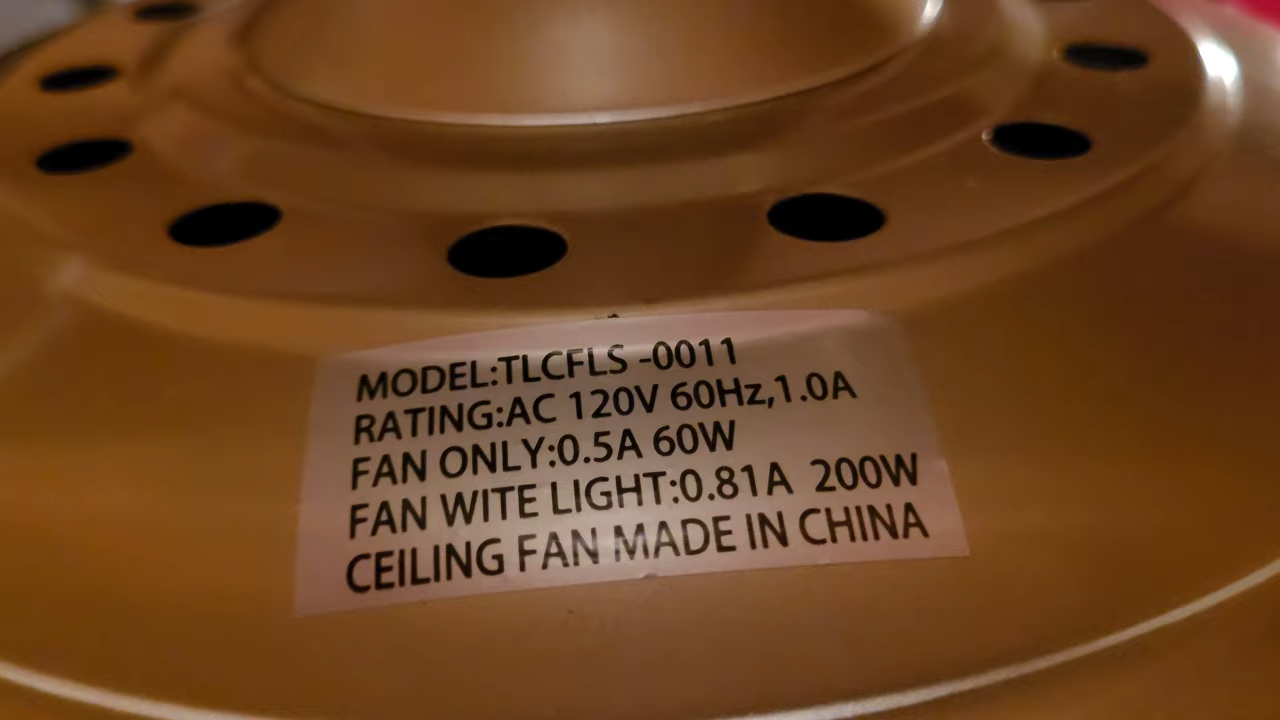 MODEL:TLCFLS -0011
RATING:AC 120V 60Hz,1.0A
FAN ONLY:0.5A 60W
FAN WITE LIGHT:0.81A 200W
CEILING FAN MADE IN CHINA